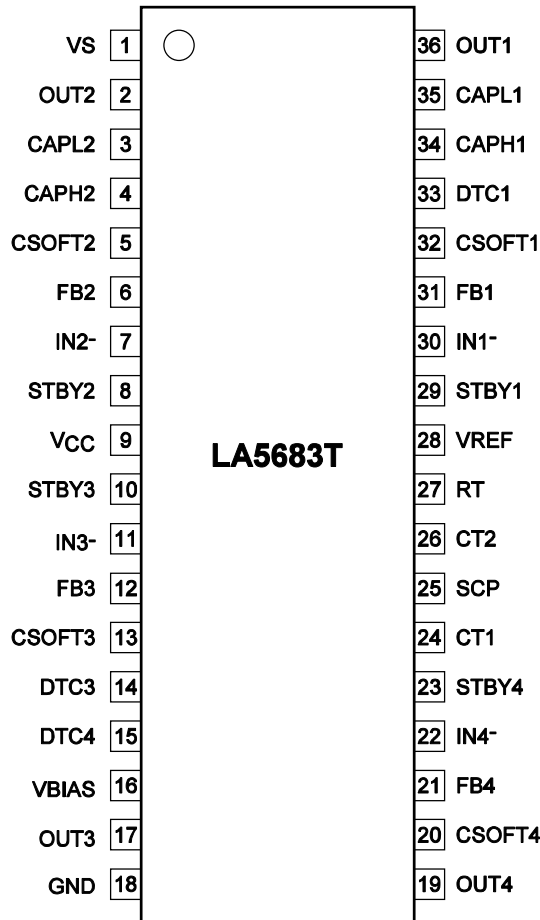 VS 1 36 OUT1
OUT2 2 35 CAPL1
CAPL2 3 34 CAPH1
CAPH2 4 33 DTC1
CSOFT2 5 32 CSOFT1
FB2 6 31 FB1
IN2- 7 30 IN1-
STBY2 8 29 STBY1
VCC 9 28 VREF
LA5683T
STBY3 10 27 RT
IN3- 11 26 CT2
FB3 12 25 SCP
CSOFT3 13 24 CT1
DTC3 14 23 STBY4
DTC4 15 22 IN4-
VBIAS 16 21 FB4
OUT3 17 20 CSOFT4
GND 18 19 OUT4